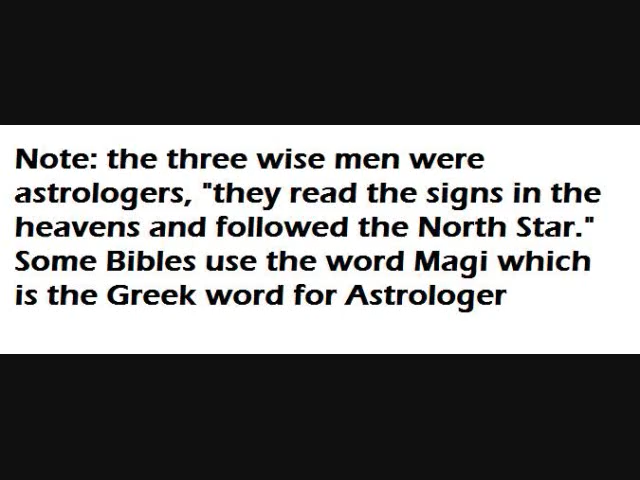 Note: the three wise men were
astrologers, "they read the signs in the
heavens and followed the North Star."
Some Bibles use the word Magi which
is the Greek word for Astrologer